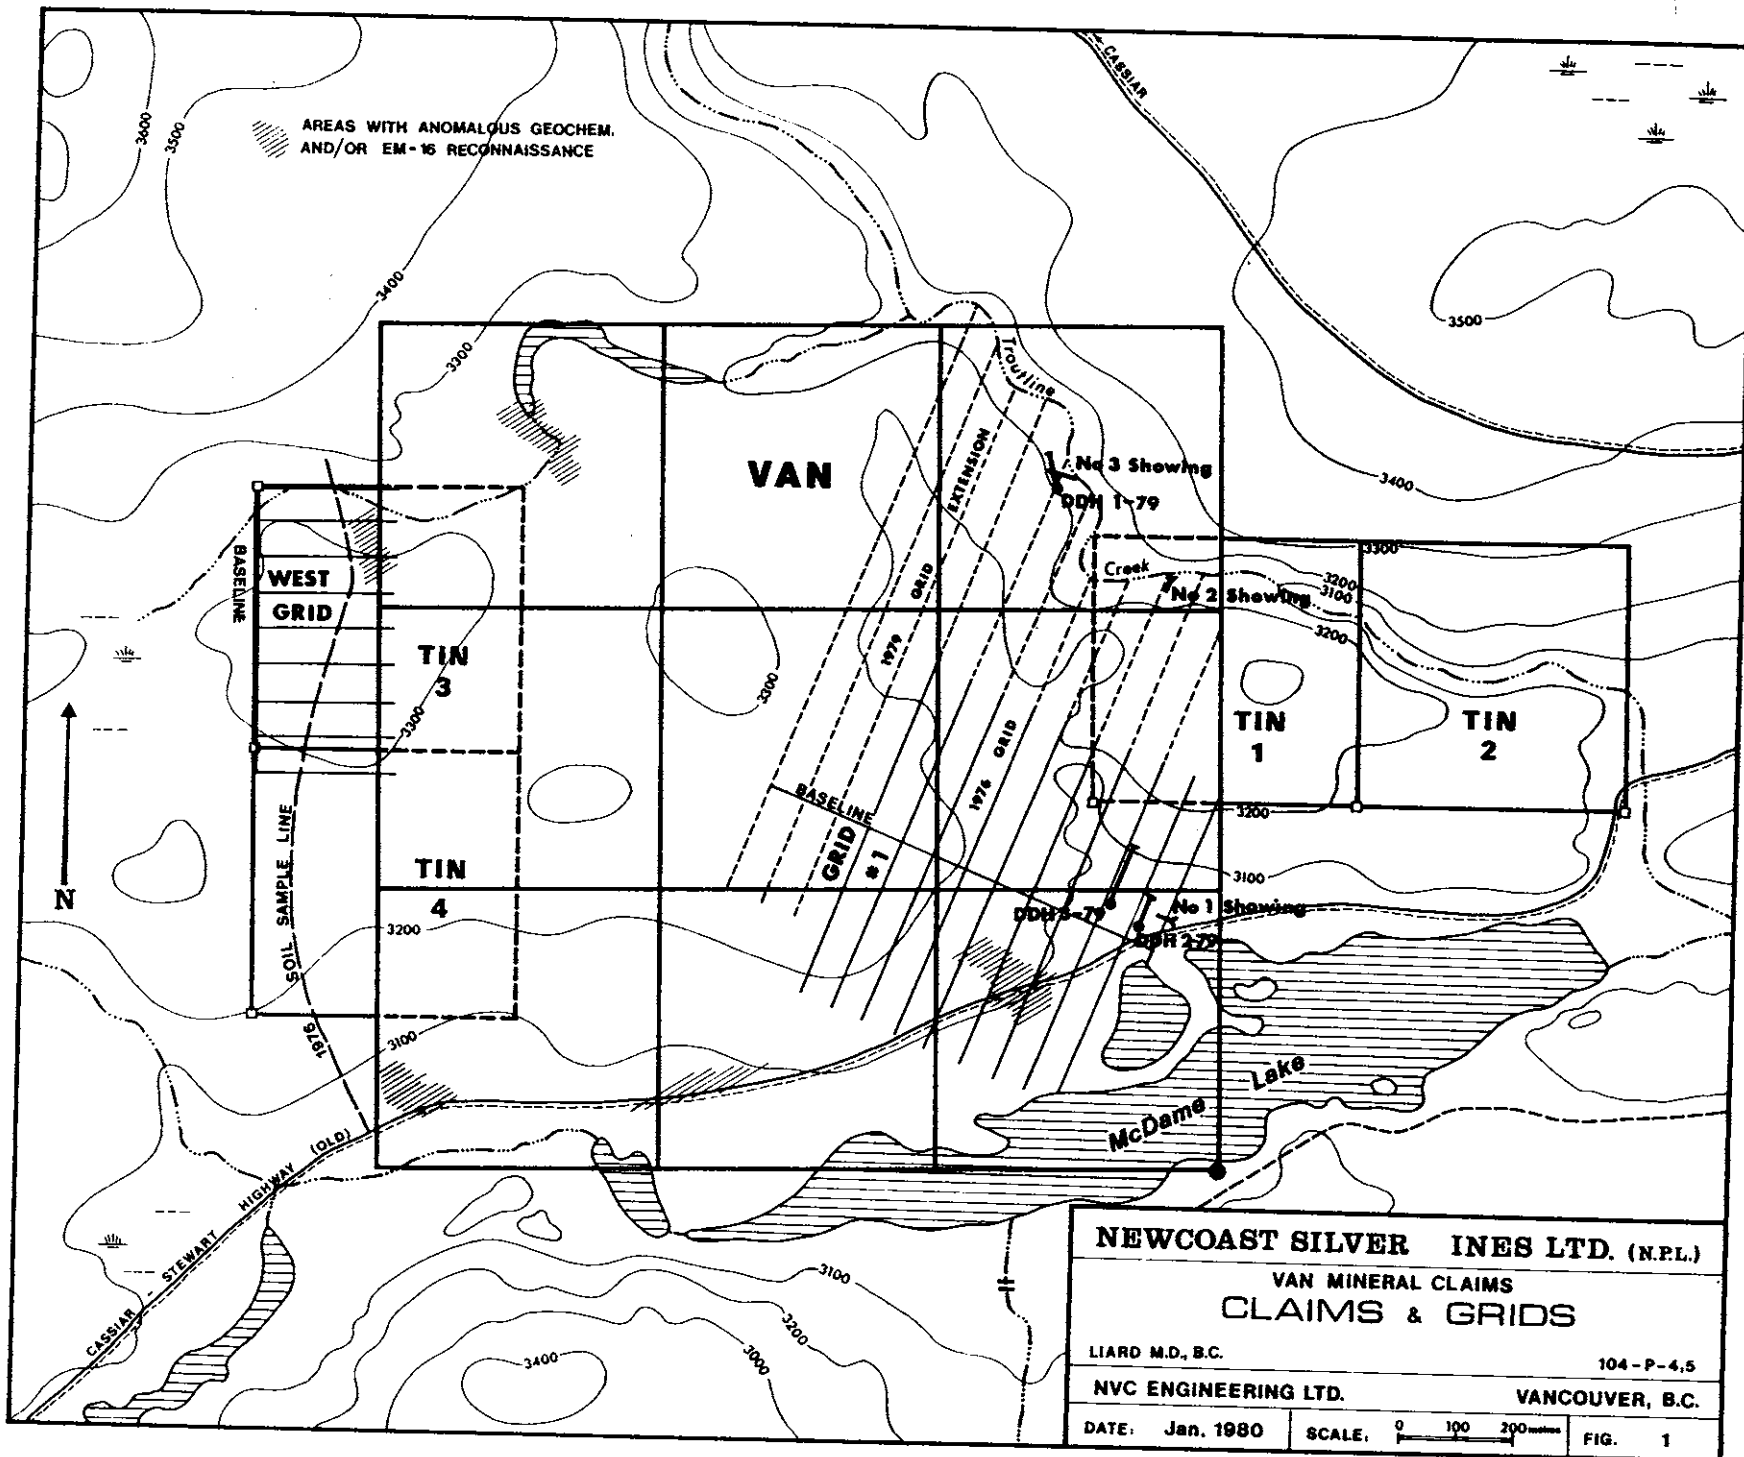 CASSIAR
3600
3500
AREAS WITH ANOMALOUS GEOCHEM.
AND/OR EM-16 RECONNAISSANCE
3400
3300
3500
Troutline
VAN
EXTENSION
No 3 Showing
DDH 1-79
3400
BASELINE
WEST
GRID
GRID
1979
Creek
No 2 Showing
3300
3200
3100
3200
TIN
3
3300
3300
TIN
1
TIN
2
1976 GRID
BASELINE
GRID
# 1
3200
3100
N
SOIL SAMPLE LINE
1976
TIN
4
3200
DDH 3-79
No 1 Showing
DDH 2-79
3100
McDame Lake
CASSIAR STEWART HIGHWAY (OLD)
3100
3200
3000
3400
NEWCOAST SILVER INES LTD. (N.P.L.)
VAN MINERAL CLAIMS
CLAIMS & GRIDS
LIARD M.D., B.C.
104-P-4,5
NVC ENGINEERING LTD. VANCOUVER, B.C.
DATE: Jan. 1980 SCALE: 0 100 200 metres FIG. 1